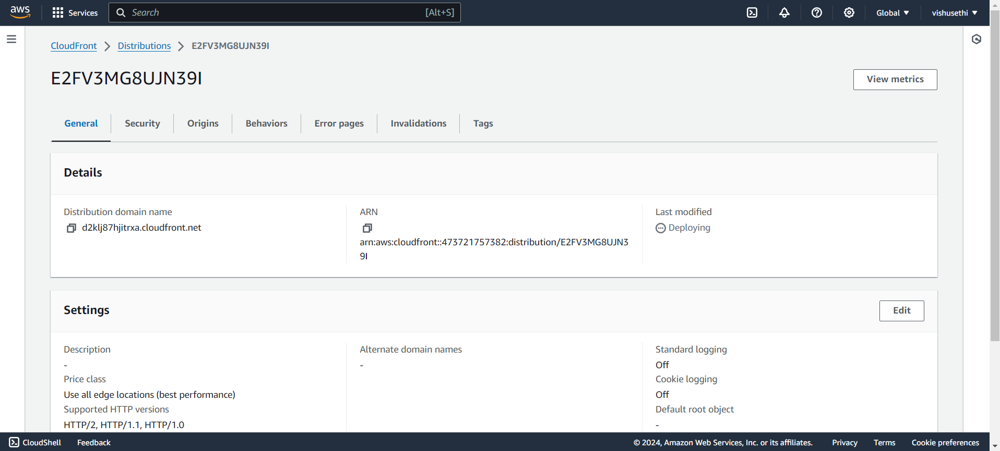 aws
Services
Search
[Alt+S]
Global
vishusethi
CloudFront
Distributions
E2FV3MG8UJN39I
E2FV3MG8UJN39I
View metrics
General
Security
Origins
Behaviors
Error pages
Invalidations
Tags
Details
Distribution domain name
d2klj87hjitrxa.cloudfront.net
ARN
arn:aws:cloudfront::473721757382:distribution/E2FV3MG8UJN3
9I
Last modified
Deploying
Settings
Edit
Description
-
Price class
Use all edge locations (best performance)
Supported HTTP versions
HTTP/2, HTTP/1.1, HTTP/1.0
Alternate domain names
-
Standard logging
Off
Cookie logging
Off
Default root object
-
CloudShell
Feedback
© 2024, Amazon Web Services, Inc. or its affiliates.
Privacy
Terms
Cookie preferences